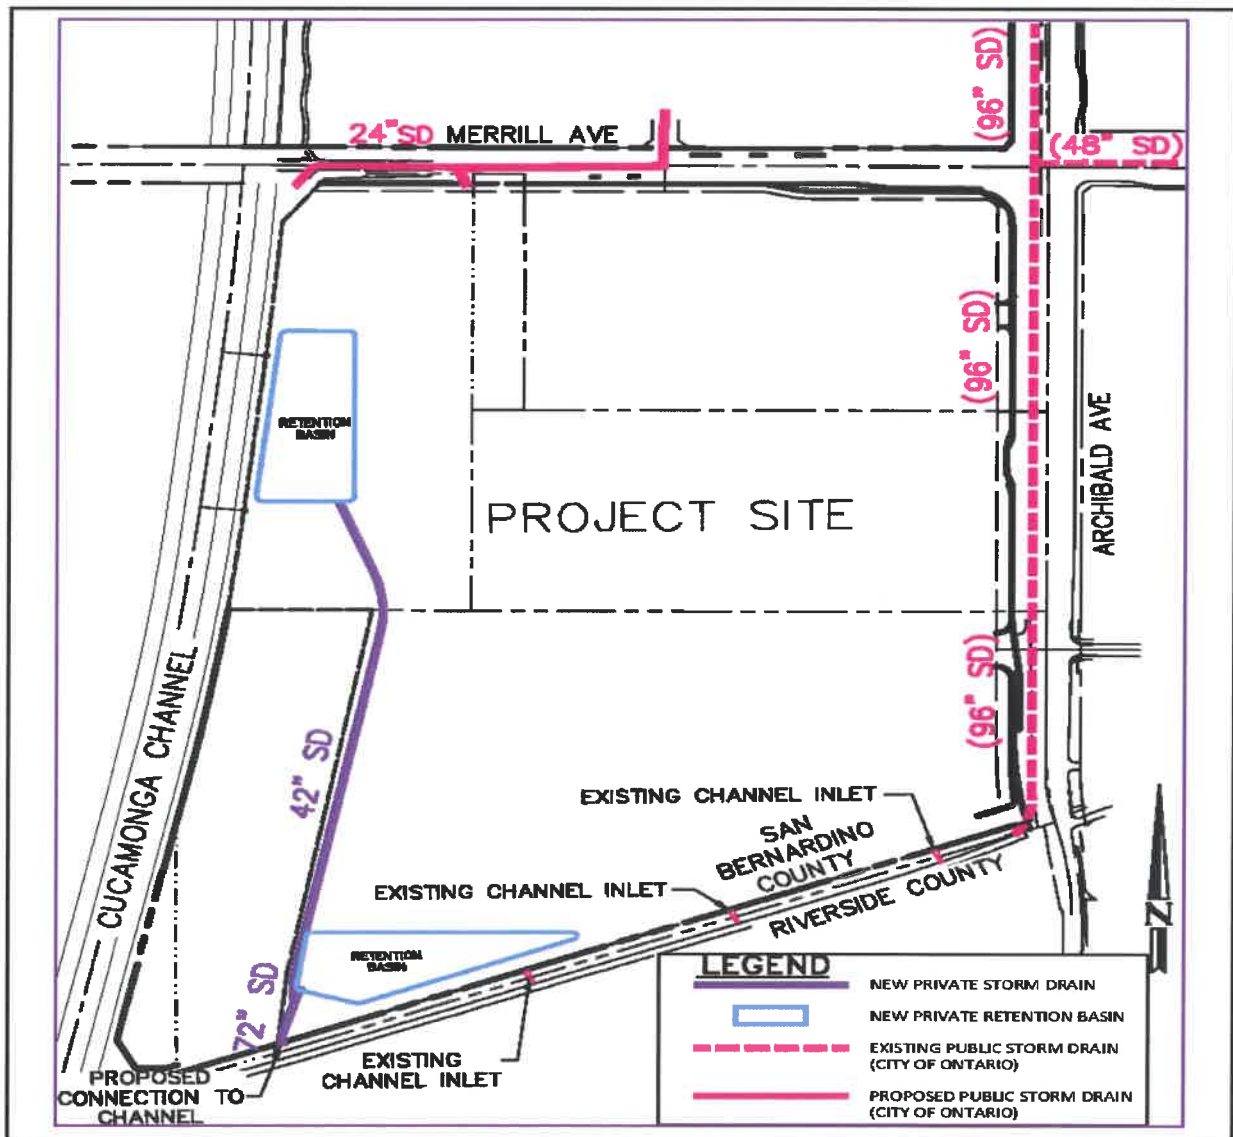 (96" SD)
24"SD MERRILL AVE
(48" SD)
(96" SD)
RETENTION
BASIN
PROJECT SITE
ARCHIBALD AVE
CUCAMONGA CHANNEL
(96" SD)
42" SD
EXISTING CHANNEL INLET
SAN
BERNARDINO
COUNTY
EXISTING CHANNEL INLET
RIVERSIDE COUNTY
RETENTION
BASIN
72" SD
EXISTING
CHANNEL INLET
PROPOSED
CONNECTION TO
CHANNEL
N
LEGEND
NEW PRIVATE STORM DRAIN
NEW PRIVATE RETENTION BASIN
EXISTING PUBLIC STORM DRAIN
(CITY OF ONTARIO)
PROPOSED PUBLIC STORM DRAIN
(CITY OF ONTARIO)